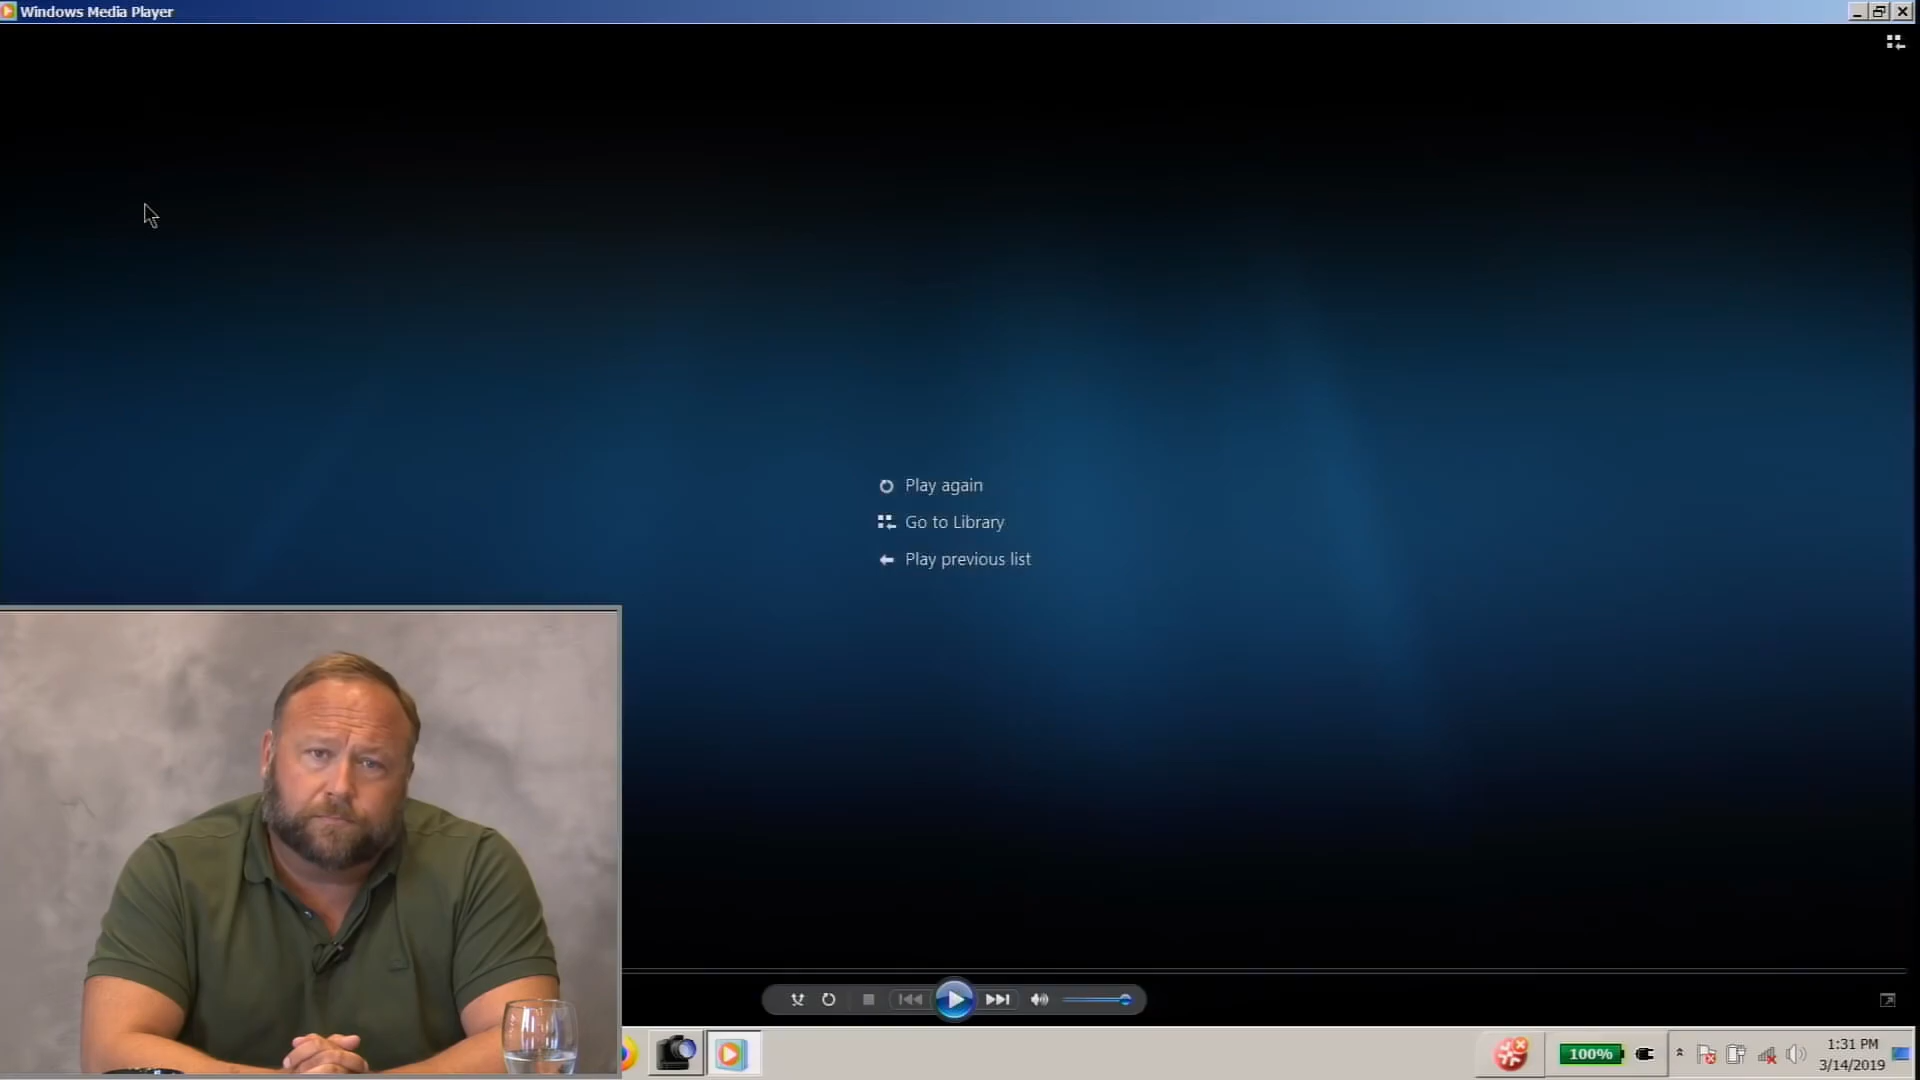 Windows Media Player
Play again
Go to Library
Play previous list
100%
1:31 PM
3/14/2019